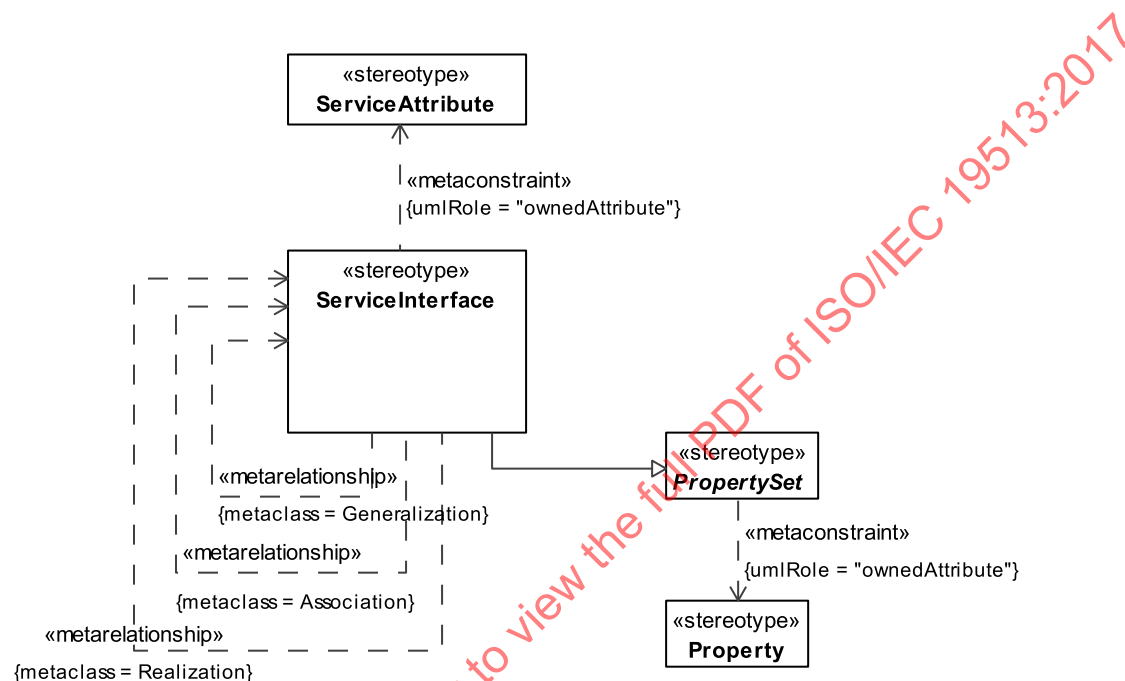 «stereotype»
ServiceAttribute
«metaconstraint»
{umlRole = "ownedAttribute"}
«stereotype»
ServiceInterface
«metarelationship»
{metaclass = Generalization}
«metarelationship»
{metaclass = Association}
«metarelationship»
{metaclass = Realization}
«stereotype»
PropertySet
«metaconstraint»
{umlRole = "ownedAttribute"}
«stereotype»
Property
to view the full PDF of ISO/IEC 19513:2017